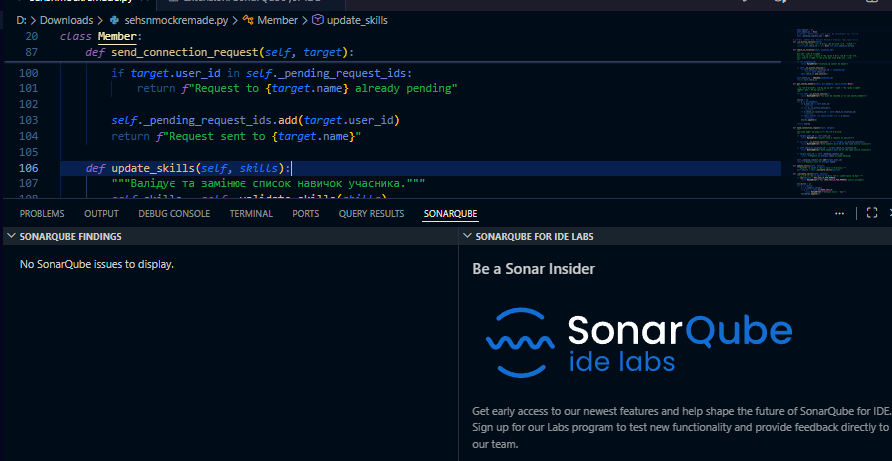 sehsnmockremade.py
D: > Downloads > sehsnmockremade.py > Member > update_skills
20 class Member:
87 def send_connection_request(self, target):
100 if target.user_id in self._pending_request_ids:
101 return f"Request to {target.name} already pending"
102
103 self._pending_request_ids.add(target.user_id)
104 return f"Request sent to {target.name}"
105
106 def update_skills(self, skills):
107 """Валідує та замінює список навичок учасника."""
PROBLEMS OUTPUT DEBUG CONSOLE TERMINAL PORTS QUERY RESULTS SONARQUBE
SONARQUBE FINDINGS
No SonarQube issues to display.
SONARQUBE FOR IDE LABS
Be a Sonar Insider
SonarQube
ide labs
Get early access to our newest features and help shape the future of SonarQube for IDE.
Sign up for our Labs program to test new functionality and provide feedback directly to
our team.